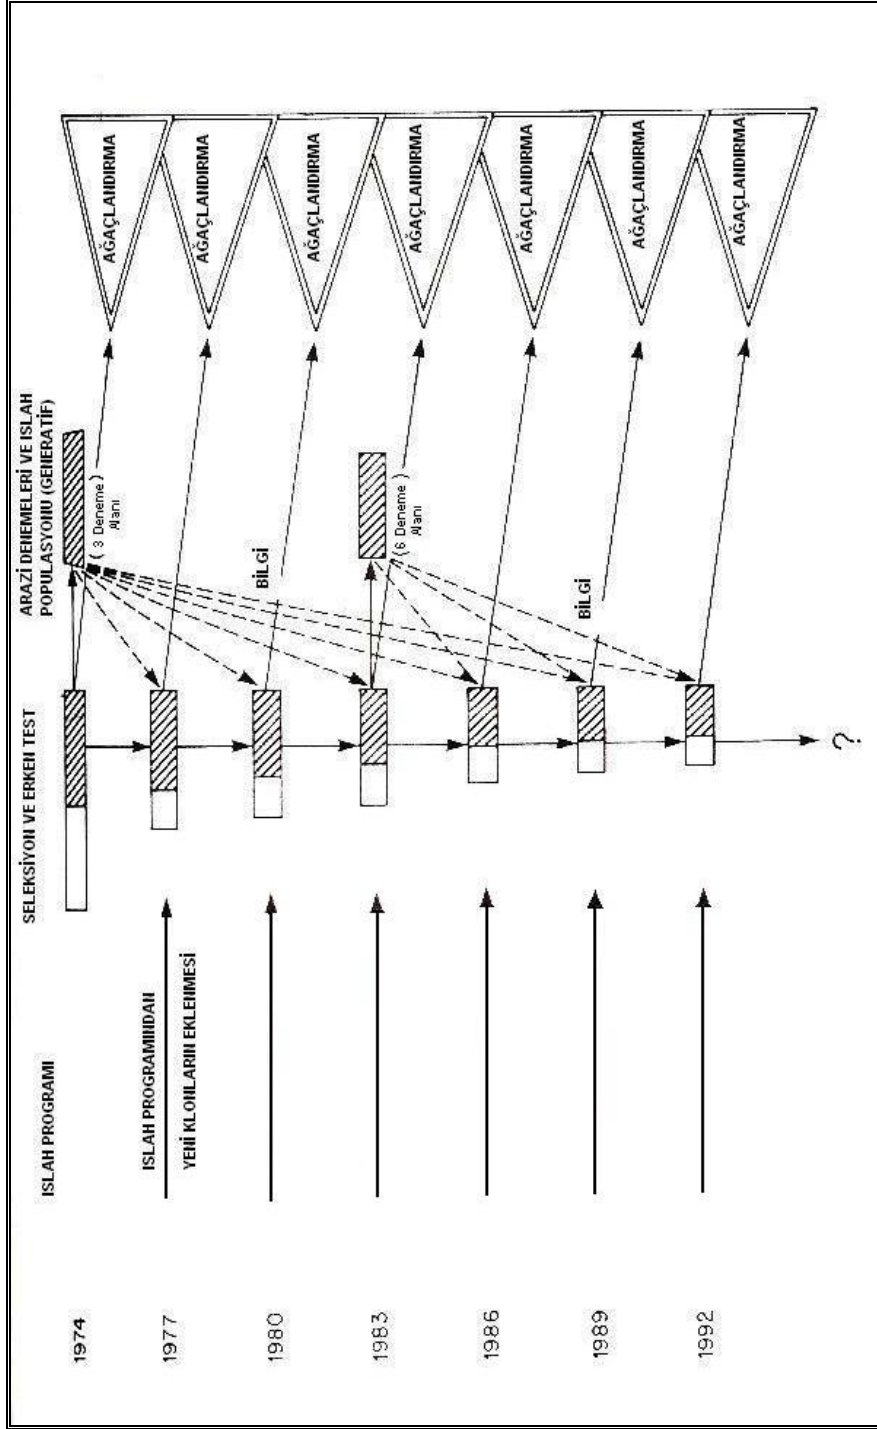 ISLAH PROGRAMI
SELEKSİYON VE ERKEN TEST
ARAZİ DENEMELERİ VE ISLAH
POPULASYONU (GENERATİF)
1974
(3 Deneme)
Alanı
AĞAÇLANDIRMA
1977
ISLAH PROGRAMINDAN
YENİ KLONLARIN EKLENMESİ
AĞAÇLANDIRMA
1980
BİLGİ
AĞAÇLANDIRMA
1983
(6 Deneme)
Alanı
AĞAÇLANDIRMA
1986
AĞAÇLANDIRMA
1989
BİLGİ
AĞAÇLANDIRMA
1992
AĞAÇLANDIRMA
?